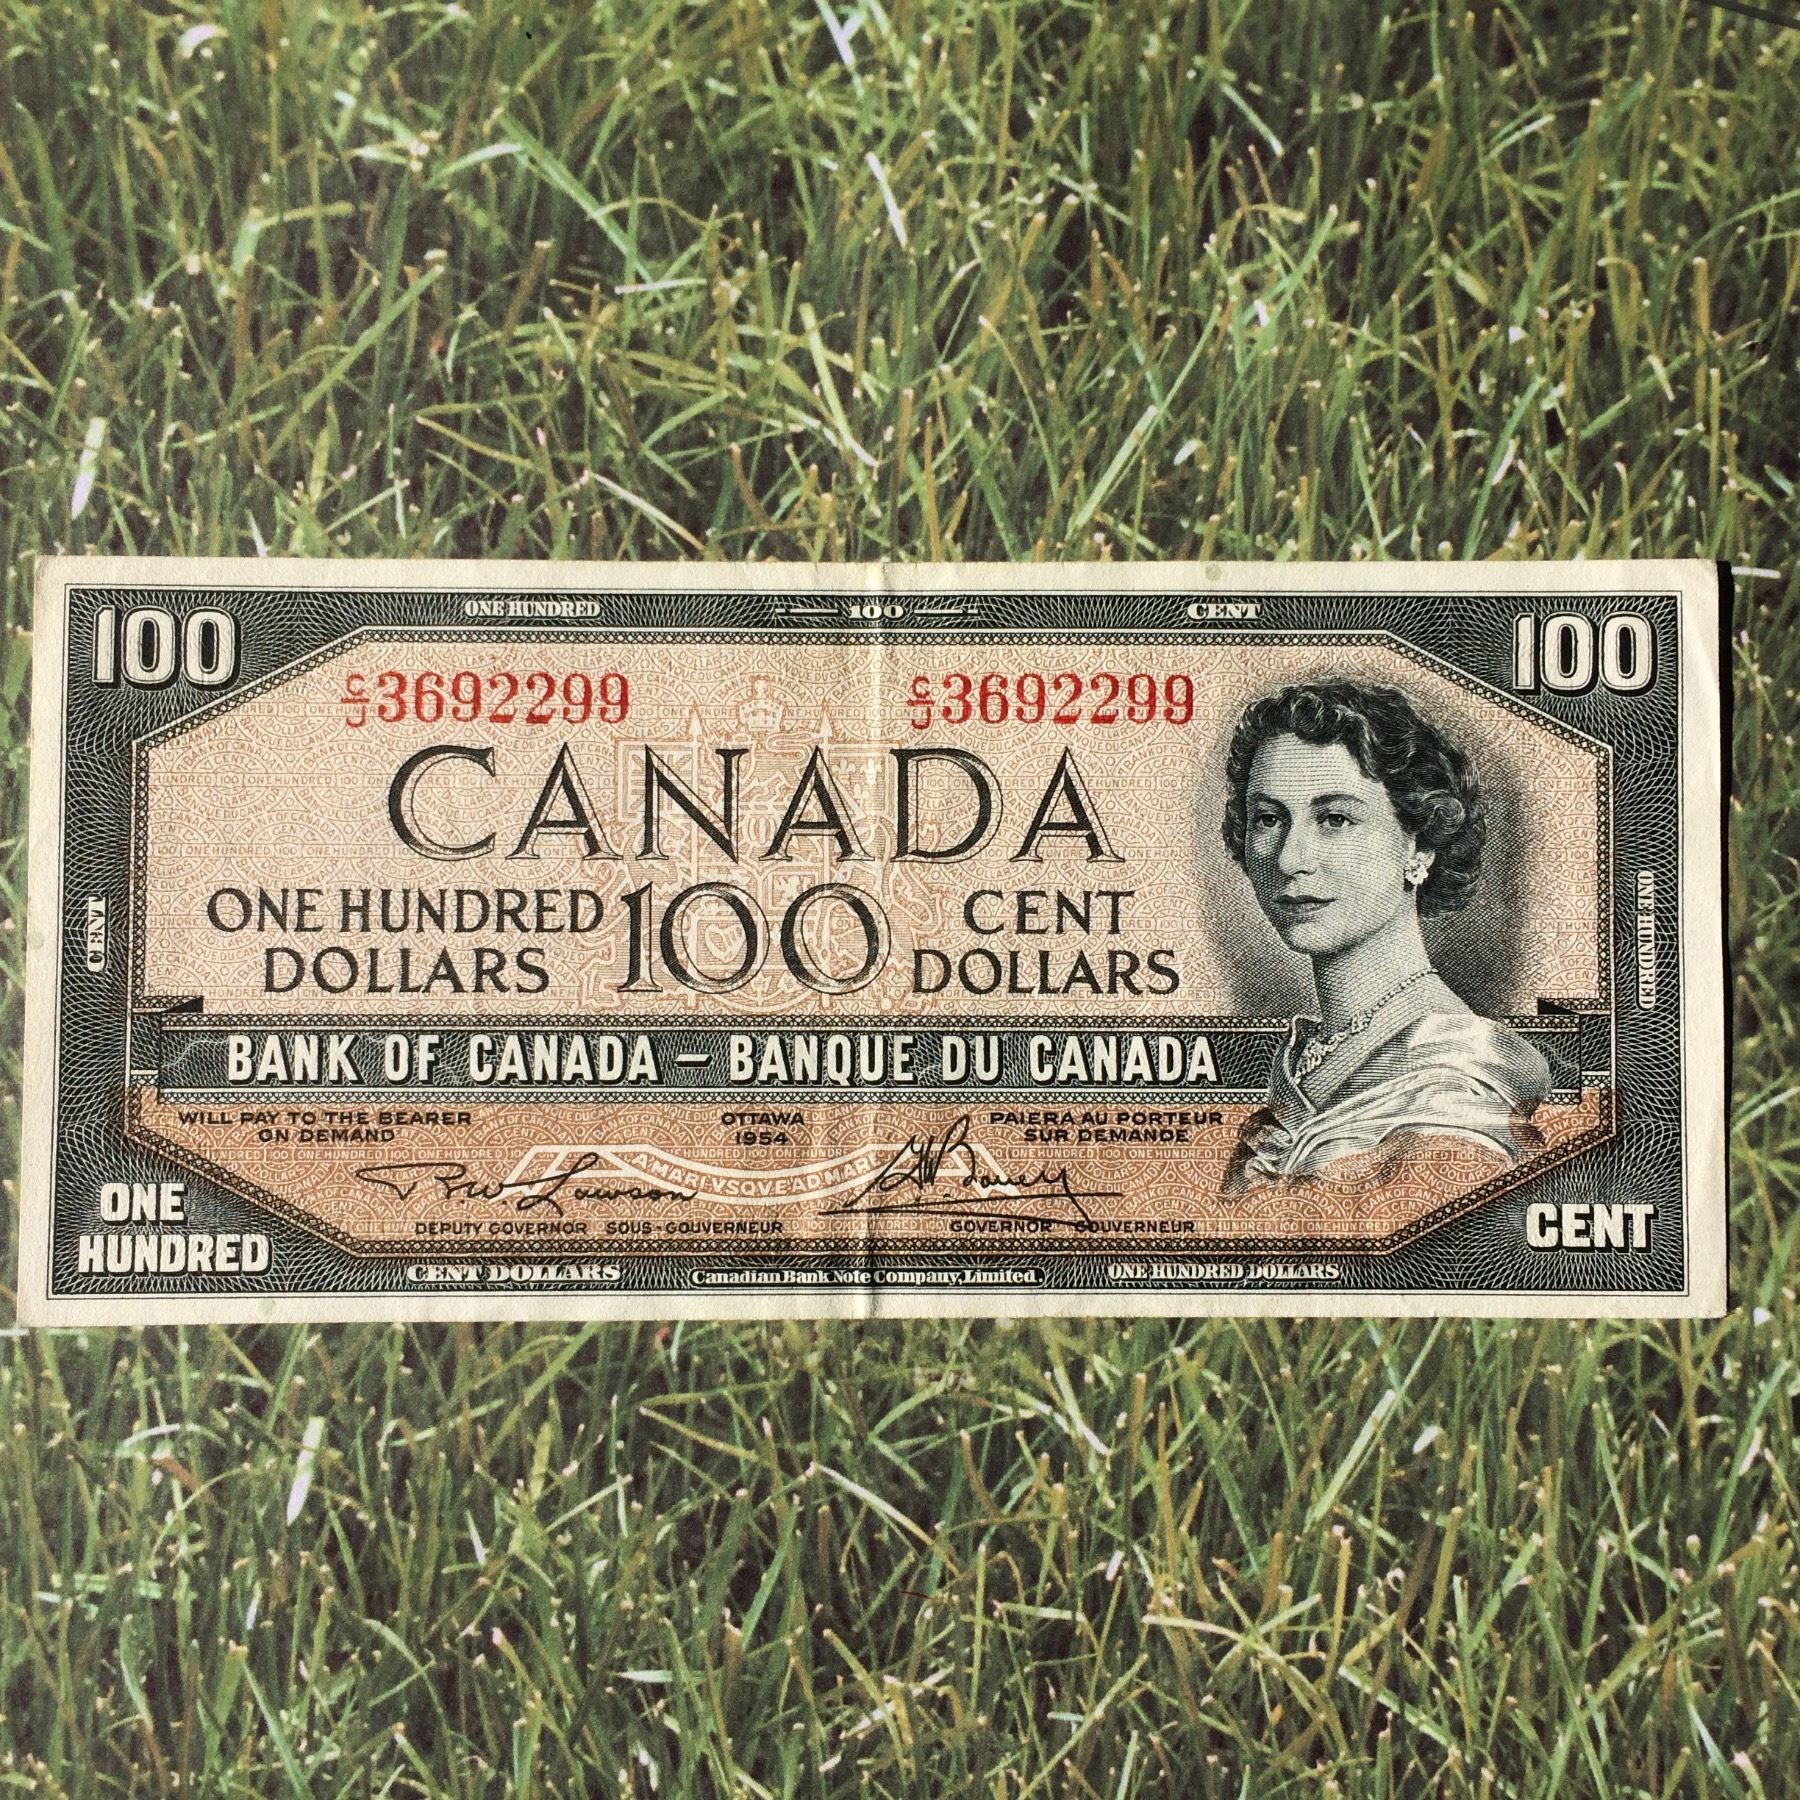 ONE HUNDRED 100 CENT
100 100
C/J 3692299 C/J 3692299
CANADA
ONE HUNDRED DOLLARS 100 CENT DOLLARS
CENT
ONE HUNDRED
BANK OF CANADA – BANQUE DU CANADA
WILL PAY TO THE BEARER ON DEMAND
OTTAWA 1954
PAIERA AU PORTEUR SUR DEMANDE
A·MARI·VSQVE·AD·MARE
R W Lawson
DEPUTY GOVERNOR SOUS-GOUVERNEUR
GOVERNOR GOUVERNEUR
ONE HUNDRED
CENT
CENT DOLLARS Canadian Bank Note Company, Limited. ONE HUNDRED DOLLARS